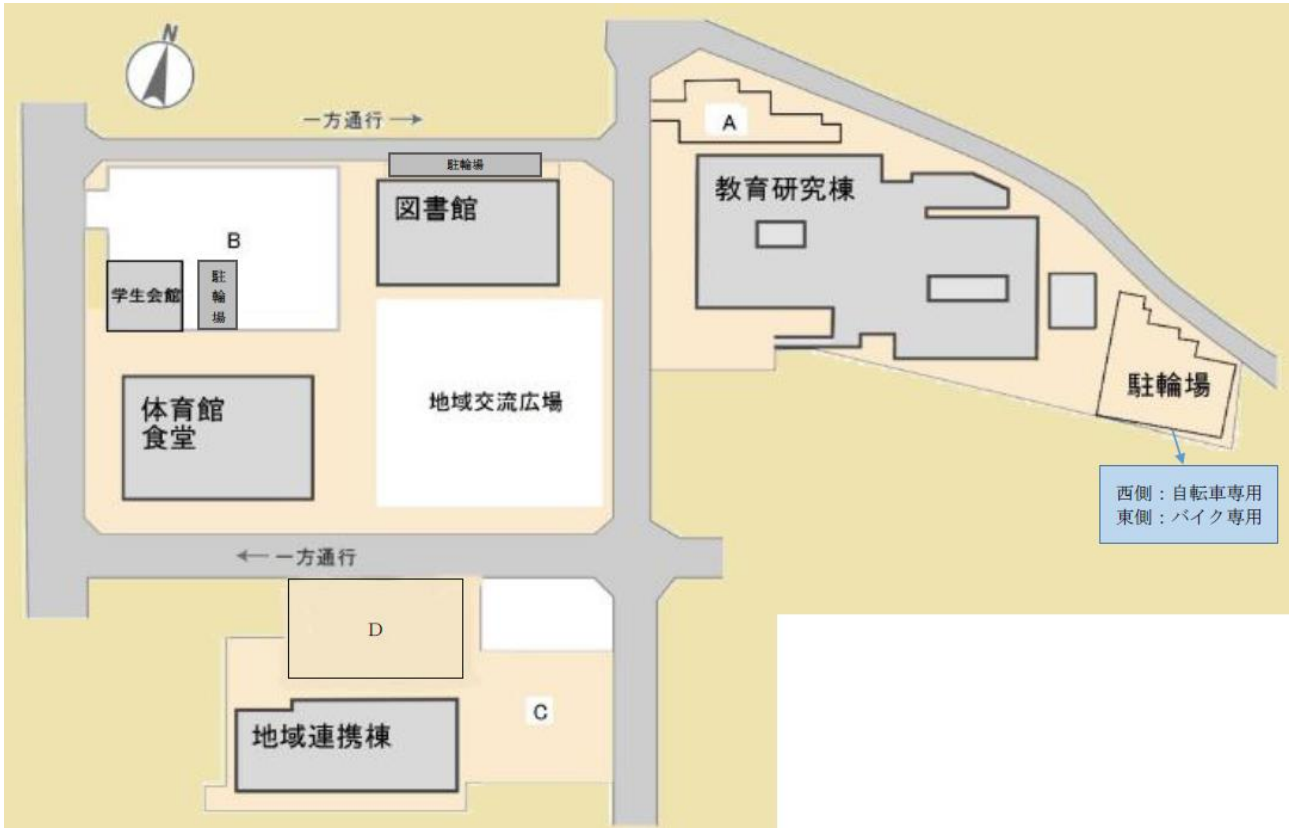 N
一方通行→
A
駐輪場
教育研究棟
図書館
B
駐
輪
場
学生会館
地域交流広場
駐輪場
体育館
食堂
西側：自転車専用
東側：バイク専用
←一方通行
D
C
地域連携棟